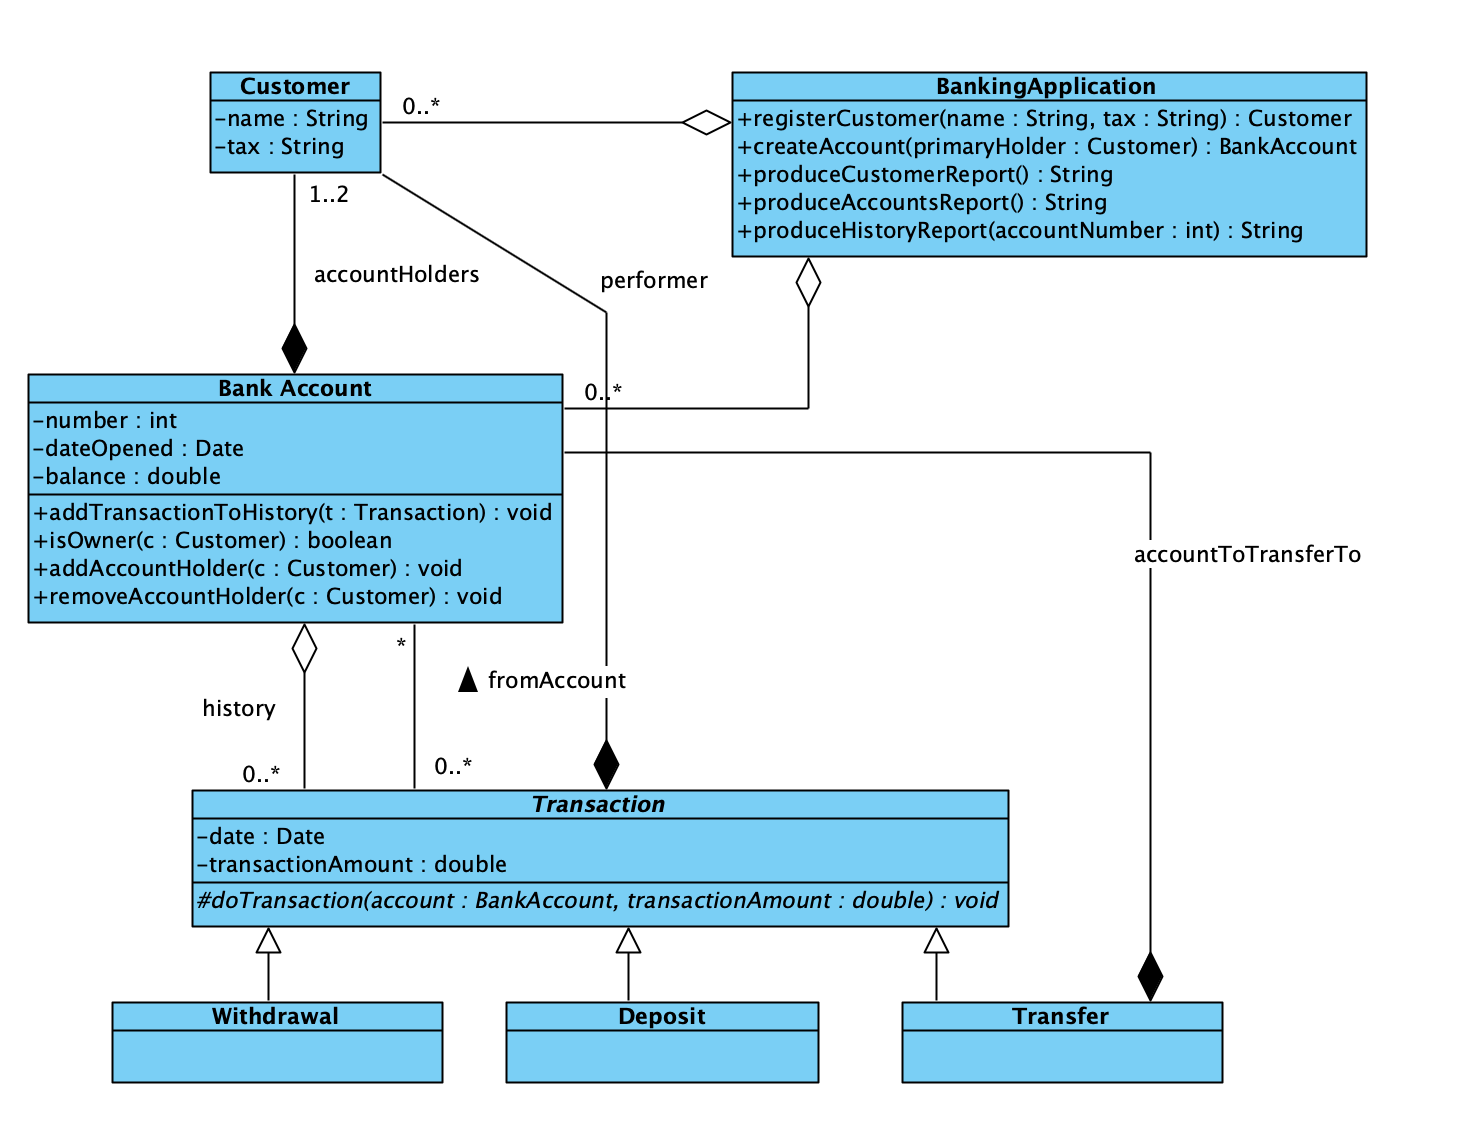 Customer
-name : String
-tax : String
0..*
BankingApplication
+registerCustomer(name : String, tax : String) : Customer
+createAccount(primaryHolder : Customer) : BankAccount
+produceCustomerReport() : String
+produceAccountsReport() : String
+produceHistoryReport(accountNumber : int) : String
1..2
accountHolders
performer
Bank Account
-number : int
-dateOpened : Date
-balance : double
+addTransactionToHistory(t : Transaction) : void
+isOwner(c : Customer) : boolean
+addAccountHolder(c : Customer) : void
+removeAccountHolder(c : Customer) : void
0..*
accountToTransferTo
*
fromAccount
history
0..*
0..*
Transaction
-date : Date
-transactionAmount : double
#doTransaction(account : BankAccount, transactionAmount : double) : void
Withdrawal
Deposit
Transfer